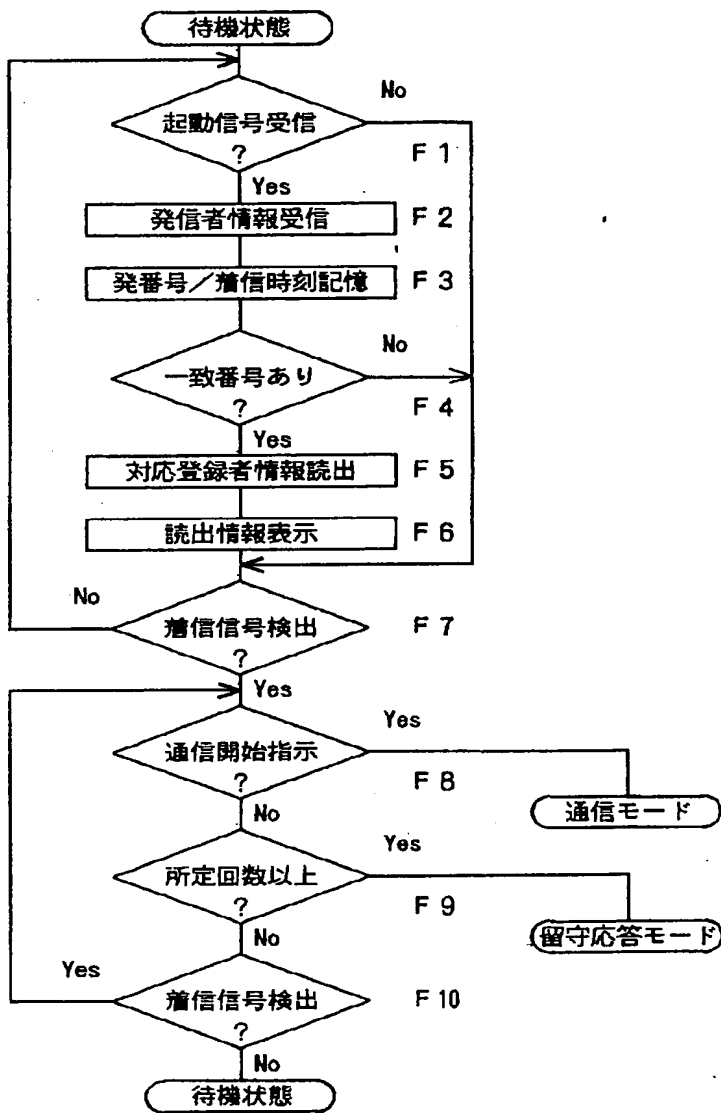 待機状態
No
起動信号受信
?
F 1
Yes
発信者情報受信
F 2
発番号/着信時刻記憶
F 3
No
一致番号あり
?
F 4
Yes
対応登録者情報読出
F 5
読出情報表示
F 6
No
着信信号検出
?
F 7
Yes
Yes
通信開始指示
?
F 8
通信モード
No
Yes
所定回数以上
?
F 9
留守応答モード
No
Yes
着信信号検出
?
F 10
No
待機状態